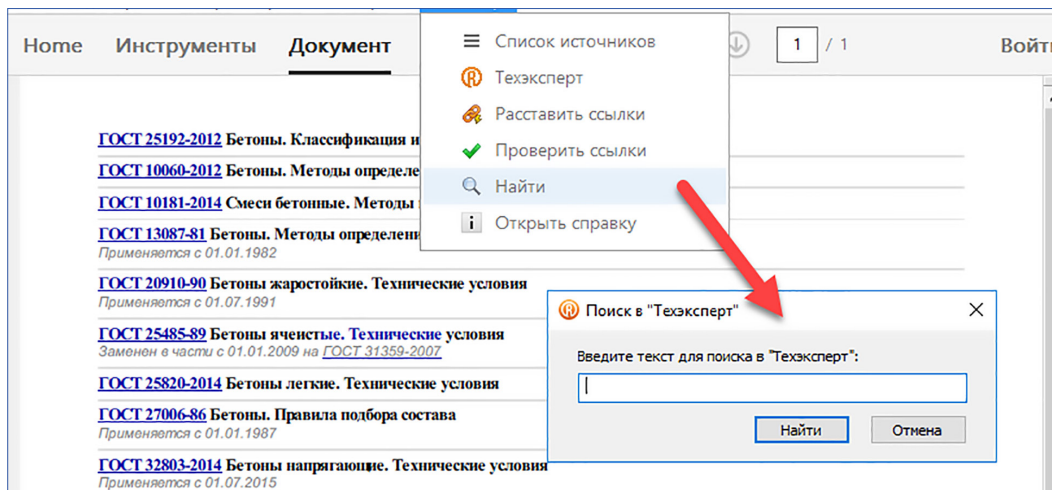 Home Инструменты Документ 1 / 1
Список источников
Техэксперт
Расставить ссылки
Проверить ссылки
Найти
Открыть справку
ГОСТ 25192-2012 Бетоны. Классификация и
ГОСТ 10060-2012 Бетоны. Методы
ГОСТ 10181-2014 Смеси бетонные. Методы
ГОСТ 13087-81 Бетоны. Методы
Применяется с 01.01.1982
ГОСТ 20910-90 Бетоны жаростойкие. Технические условия
Применяется с 01.07.1991
ГОСТ 25485-89 Бетоны ячеистые. Технические условия
Заменен в части с 01.01.2009 на ГОСТ 31359-2007
ГОСТ 25820-2014 Бетоны легкие. Технические условия
ГОСТ 27006-86 Бетоны. Правила подбора состава
Применяется с 01.01.1987
ГОСТ 32803-2014 Бетоны напрягающие. Технические условия
Применяется с 01.07.2015
Поиск в "Техэксперт"
Введите текст для поиска в "Техэксперт":
Найти Отмена